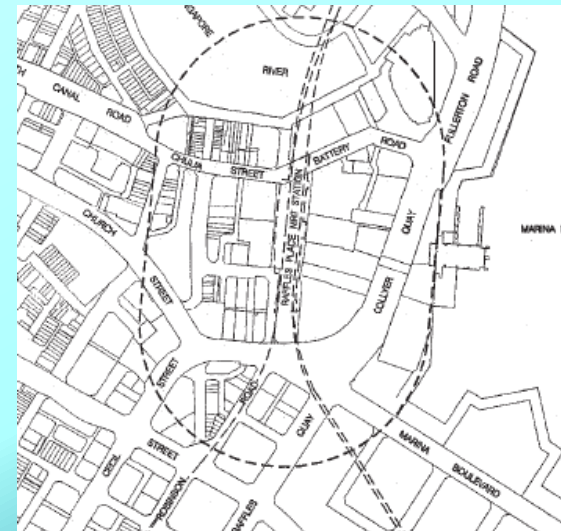 SINGAPORE
RIVER
CANAL ROAD
CHULIA STREET
BATTERY ROAD
FULLERTON ROAD
RAFFLES PLACE MRT STATION
COLLYER QUAY
MARINA
CHURCH STREET
STREET
CECIL STREET
ROBINSON ROAD
RAFFLES QUAY
MARINA BOULEVARD